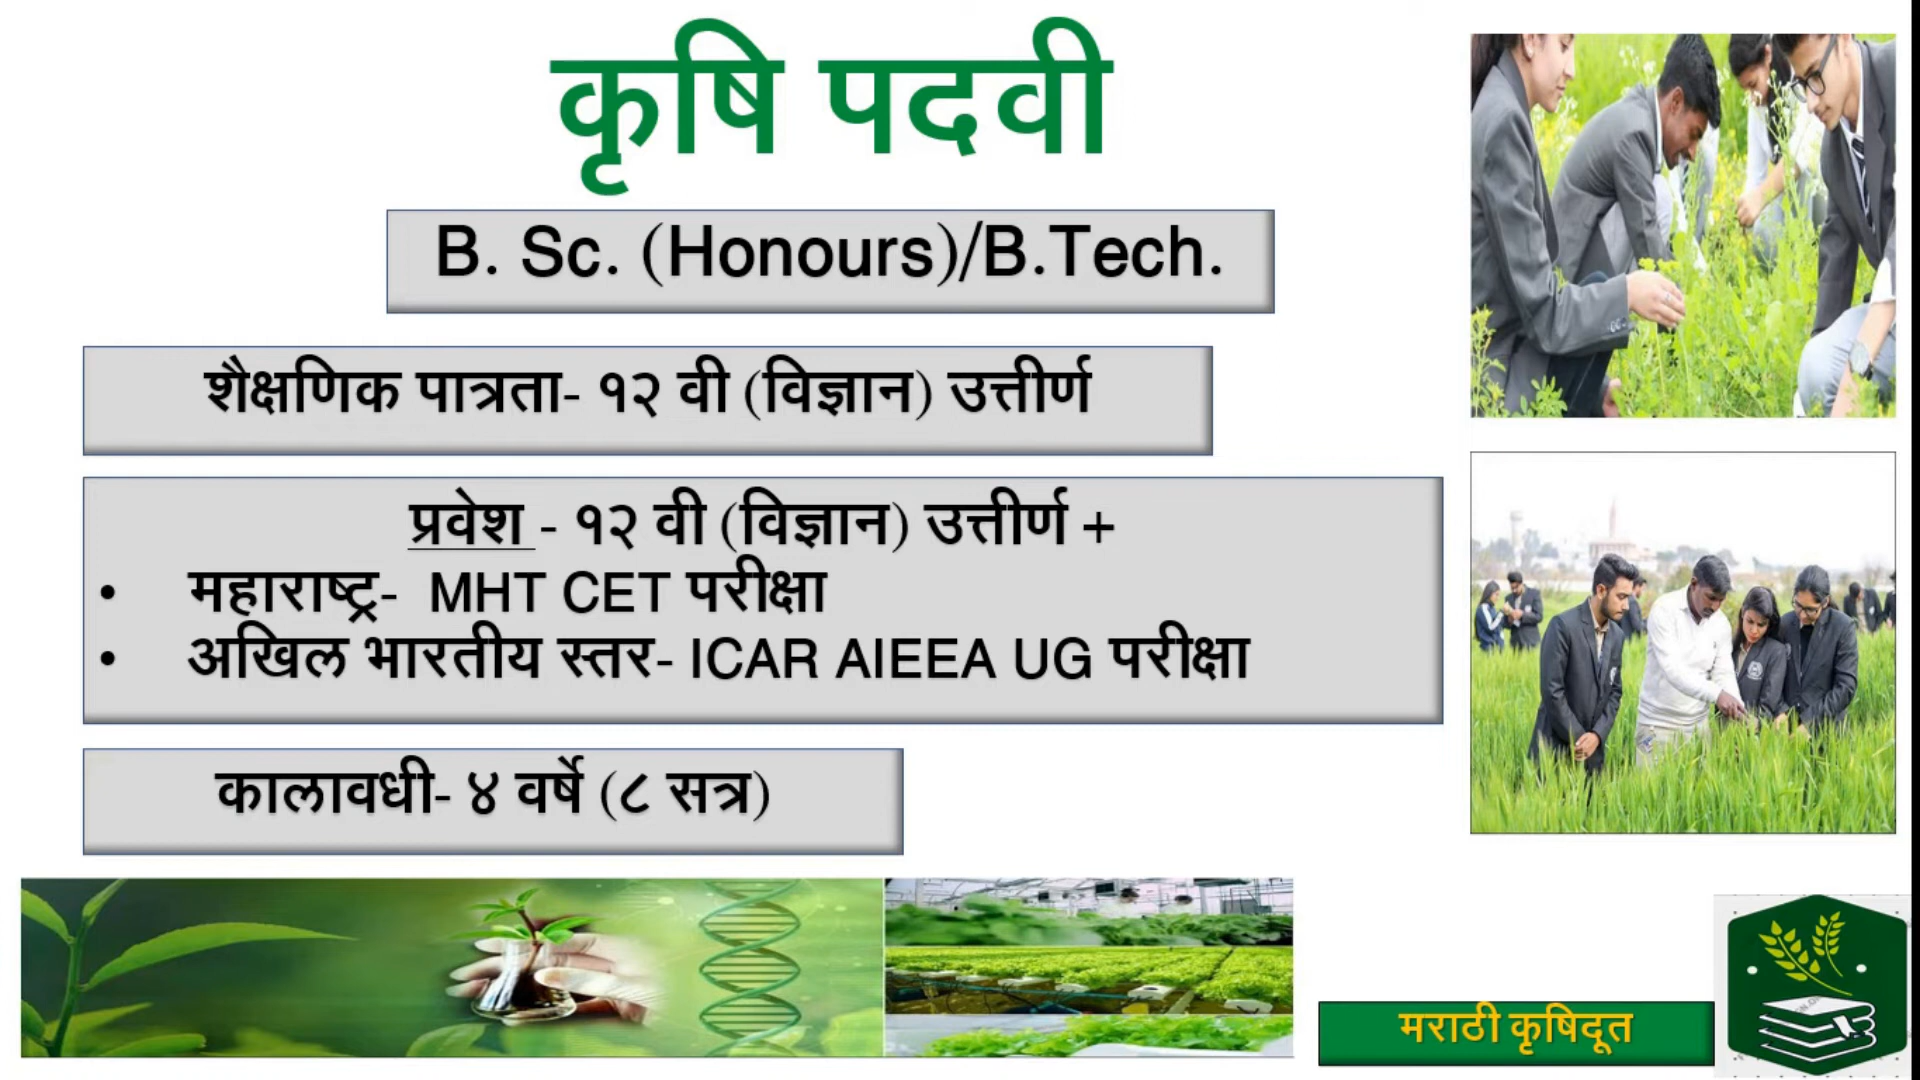 कृषि पदवी
B. Sc. (Honours)/B.Tech.
शैक्षणिक पात्रता- १२ वी (विज्ञान) उत्तीर्ण
प्रवेश - १२ वी (विज्ञान) उत्तीर्ण +
• महाराष्ट्र- MHT CET परीक्षा
• अखिल भारतीय स्तर- ICAR AIEEA UG परीक्षा
कालावधी- ४ वर्षे (८ सत्र)
मराठी कृषिदूत